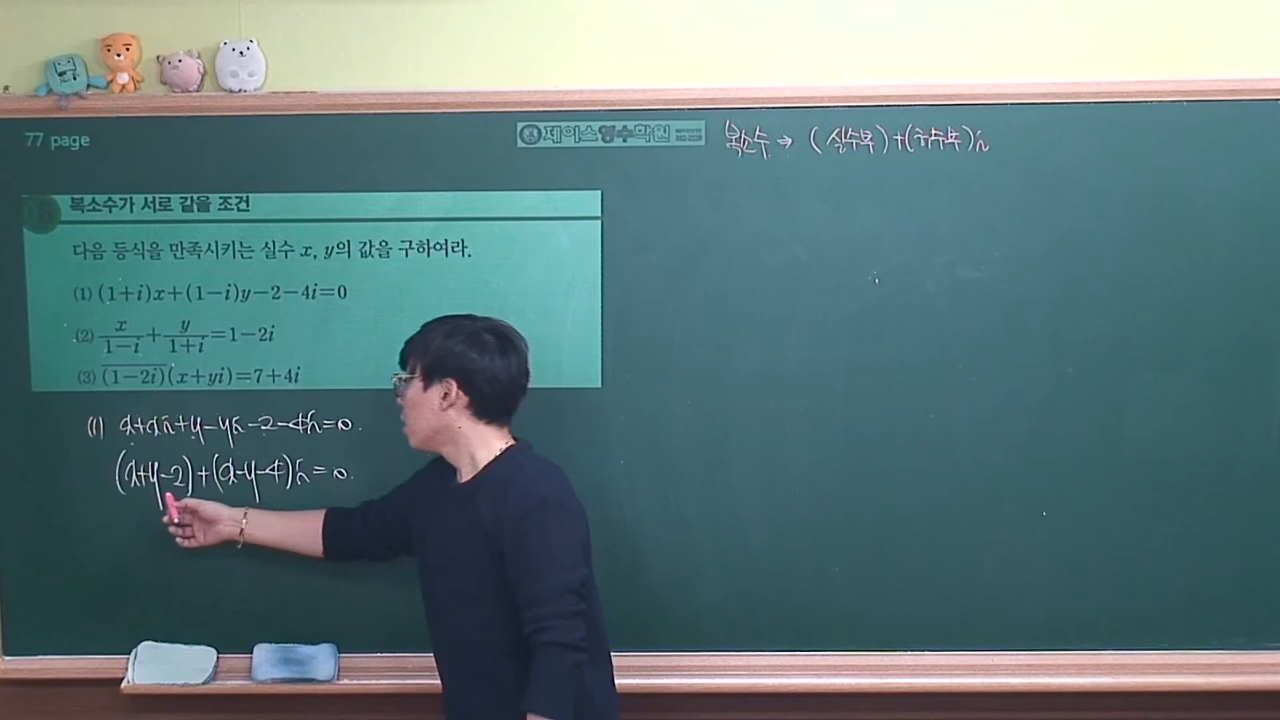 77 page
제이스영수학원
복소수 ⇒ (실수부)+(허수부)i
복소수가 서로 같을 조건
다음 등식을 만족시키는 실수 x, y의 값을 구하여라.
(1) (1+i)x+(1−i)y−2−4i=0
(2) x/(1−i)+y/(1+i)=1−2i
(3) \overline{(1−2i)}(x+yi)=7+4i
(1) x+xi+y−yi−2−4i=0.
(x+y−2)+(x−y−4)i=0.